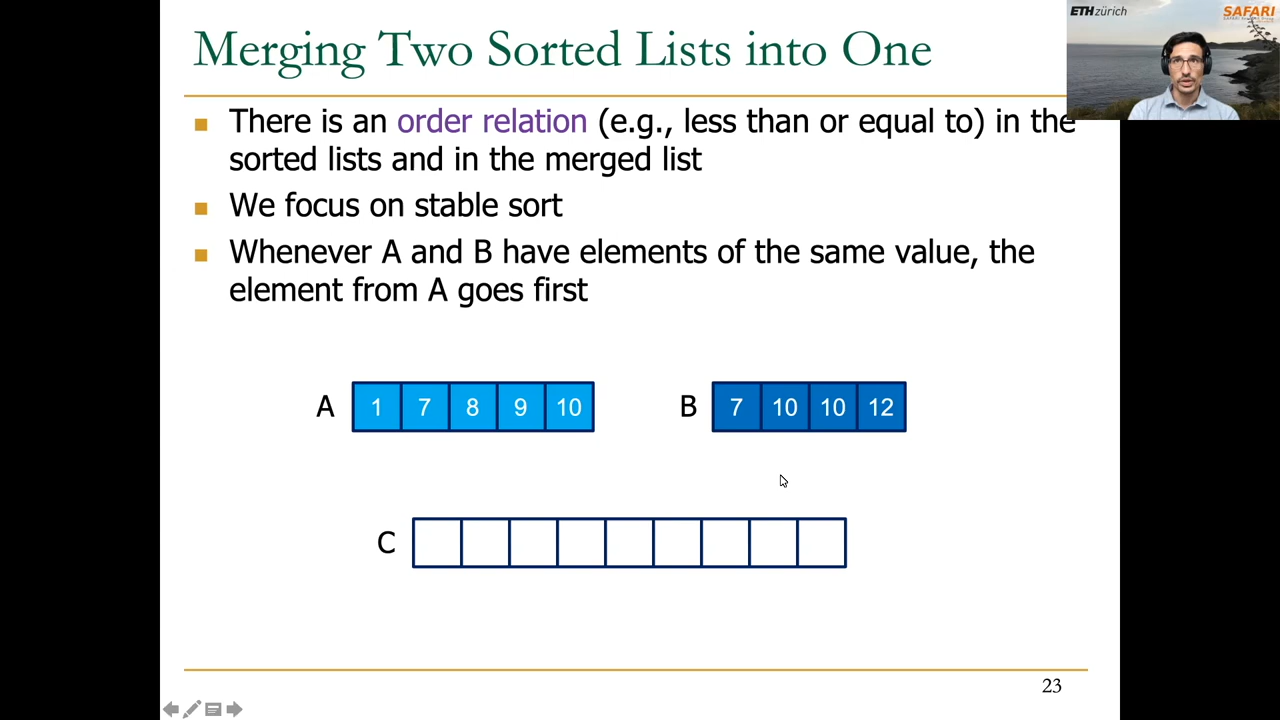 Merging Two Sorted Lists into One
ETHzürich
SAFARI
There is an order relation (e.g., less than or equal to) in the
sorted lists and in the merged list
We focus on stable sort
Whenever A and B have elements of the same value, the
element from A goes first
A 1 7 8 9 10
B 7 10 10 12
C
23